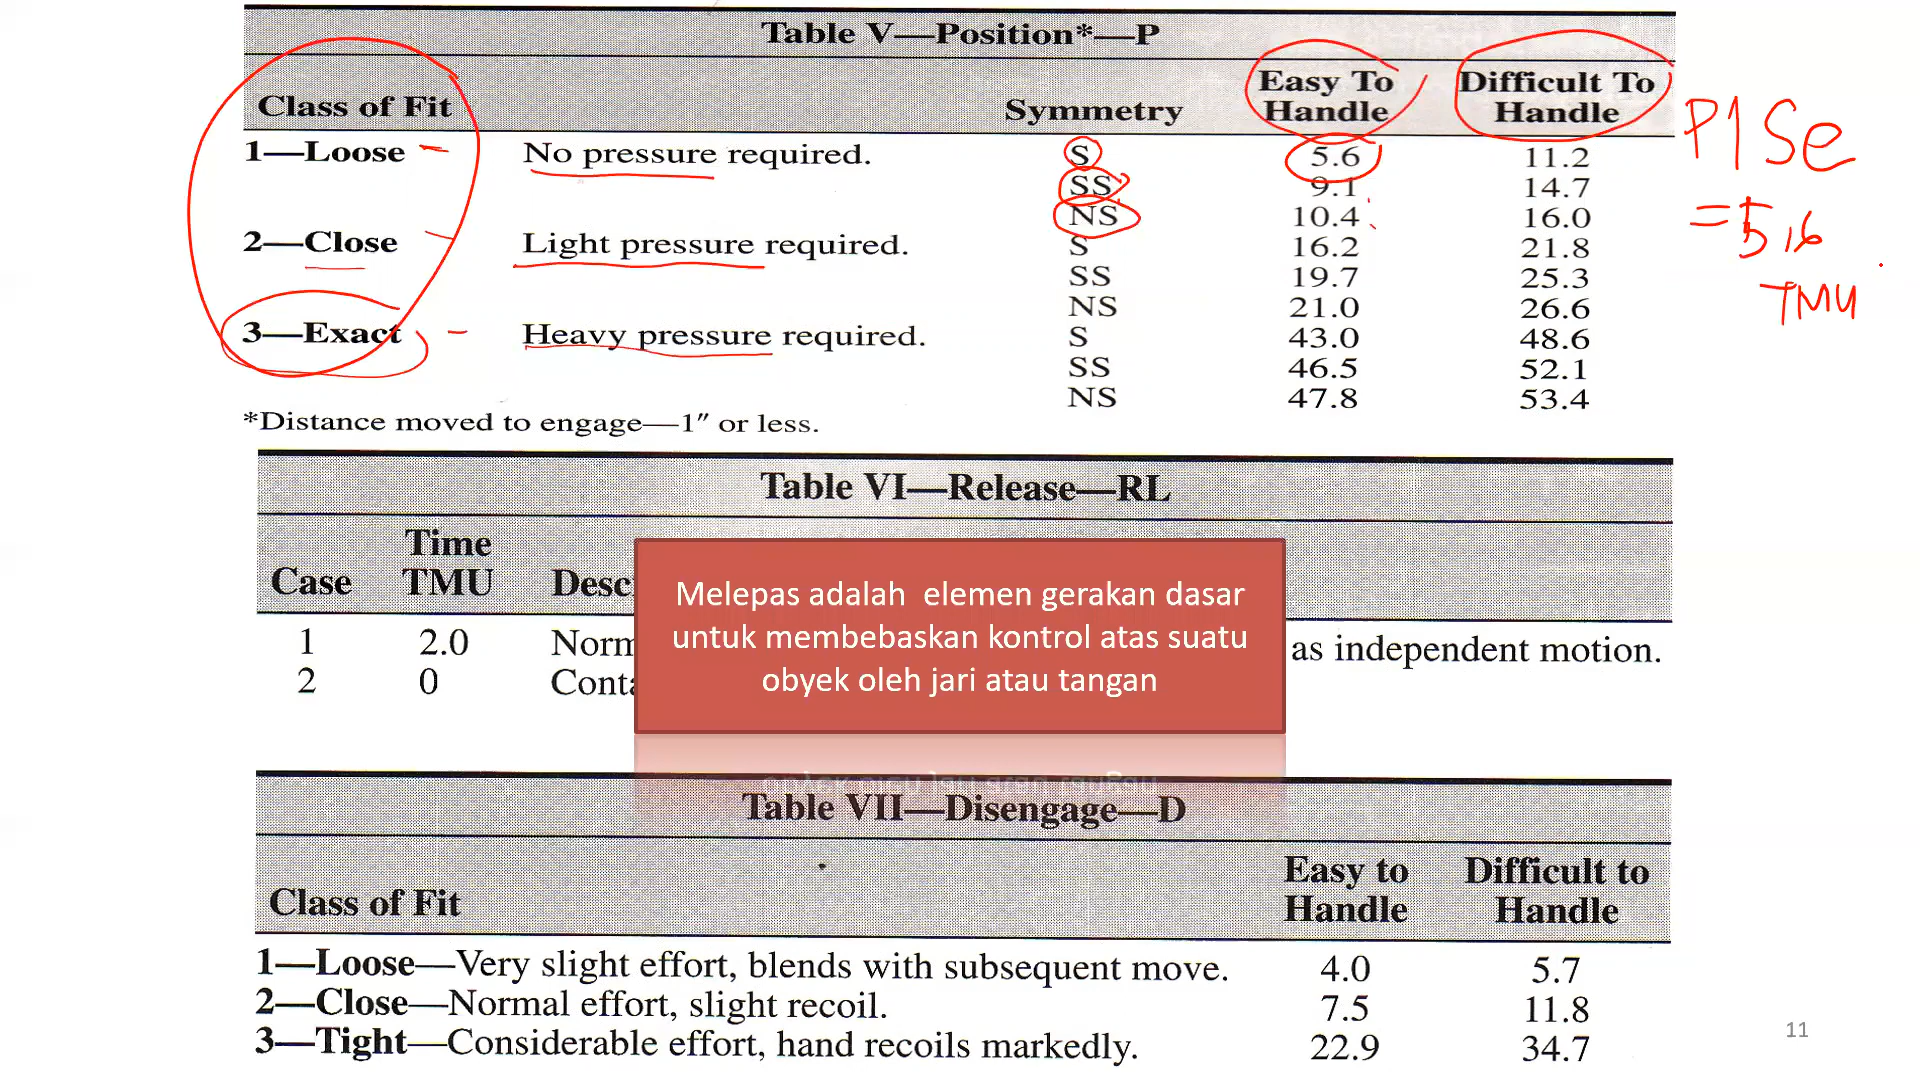 Table V—Position*—P
Class of Fit Symmetry Easy To Handle Difficult To Handle
1—Loose No pressure required. S 5.6 11.2
SS 9.1 14.7
NS 10.4 16.0
2—Close Light pressure required. S 16.2 21.8
SS 19.7 25.3
NS 21.0 26.6
3—Exact Heavy pressure required. S 43.0 48.6
SS 46.5 52.1
NS 47.8 53.4
*Distance moved to engage—1″ or less.
P1Se
=5,6
TMU
Table VI—Release—RL
Case Time TMU
1 2.0 as independent motion.
2 0
Melepas adalah elemen gerakan dasar
untuk membebaskan kontrol atas suatu
obyek oleh jari atau tangan
Table VII—Disengage—D
Class of Fit Easy to Handle Difficult to Handle
1—Loose—Very slight effort, blends with subsequent move. 4.0 5.7
2—Close—Normal effort, slight recoil. 7.5 11.8
3—Tight—Considerable effort, hand recoils markedly. 22.9 34.7
11